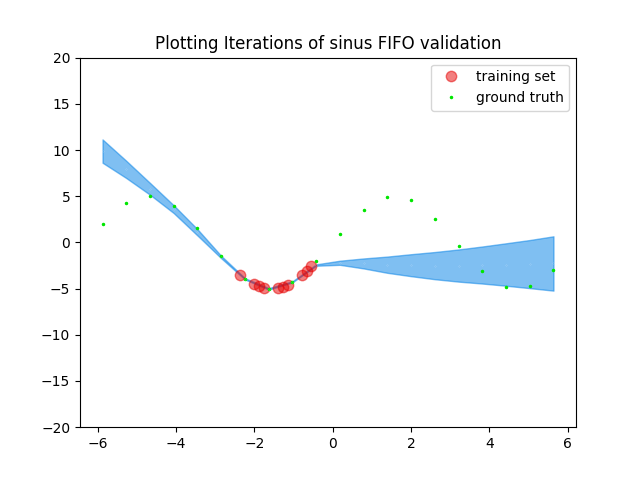 Plotting Iterations of sinus FIFO validation
training set
ground truth
20
15
10
5
0
−5
−10
−15
−20
−6 −4 −2 0 2 4 6